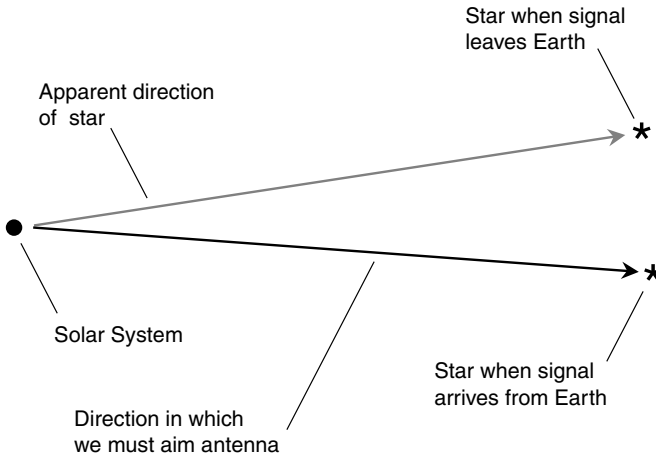 Star when signal
leaves Earth
Apparent direction
of star
Solar System
Star when signal
arrives from Earth
Direction in which
we must aim antenna